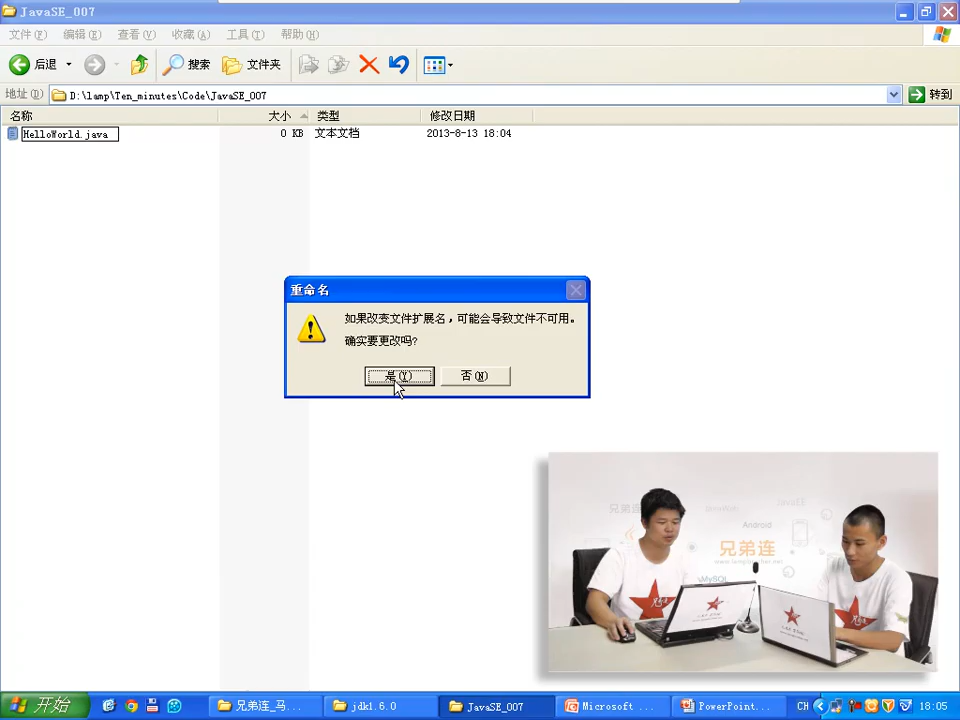 JavaSE_007
文件(F) 编辑(E) 查看(V) 收藏(A) 工具(T) 帮助(H)
后退 搜索 文件夹
地址(D) D:\lamp\Ten_minutes\Code\JavaSE_007 转到
名称 大小 类型 修改日期
HelloWorld.java 0 KB 文本文档 2013-8-13 18:04
重命名
如果改变文件扩展名，可能会导致文件不可用。
确实要更改吗?
是(Y) 否(N)
JavaEE
Android
兄弟连
MySQL
开始 兄弟连_马... jdk1.6.0 JavaSE_007 Microsoft ... PowerPoint... CH 18:05